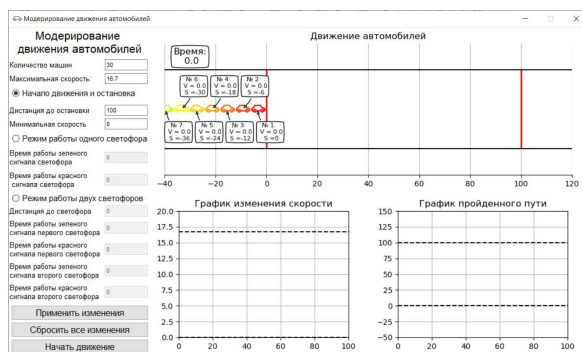 Модерирование движения автомобилей
Модерирование
движения автомобилей
Количество машин 30
Максимальная скорость: 16.7
Начало движения и остановка
Дистанция до остановки 100
Минимальная скорость 0
Режим работы одного светофора
Время работы зеленого
сигнала светофора 0
Время работы красного
сигнала светофора 0
Режим работы двух светофоров
Дистанция до светофора 0
Время работы зеленого
сигнала первого светофора 0
Время работы красного
сигнала первого светофора 0
Время работы зеленого
сигнала второго светофора 0
Время работы красного
сигнала второго светофора 0
Применить изменения
Сбросить все изменения
Начать движение
Движение автомобилей
Время:
0.0
№ 6: № 4: № 2:
V = 0.0 V = 0.0 V = 0.0
S =-30 S =-18 S =-6
№ 7: № 5: № 3: № 1:
V = 0.0 V = 0.0 V = 0.0 V = 0.0
S =-36 S =-24 S =-12 S =0
−40 −20 0 20 40 60 80 100 120
График изменения скорости
20.0
17.5
15.0
12.5
10.0
7.5
5.0
2.5
0.0
0 20 40 60 80 100
График пройденного пути
150
125
100
75
50
25
0
−25
−50
0 20 40 60 80 100